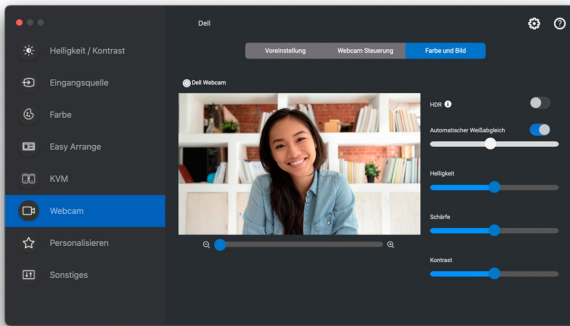 Dell
Helligkeit / Kontrast
Eingangsquelle
Farbe
Easy Arrange
KVM
Webcam
Personalisieren
Sonstiges
Voreinstellung
Webcam Steuerung
Farbe und Bild
Dell Webcam
HDR
Automatischer Weißabgleich
Helligkeit
Schärfe
Kontrast